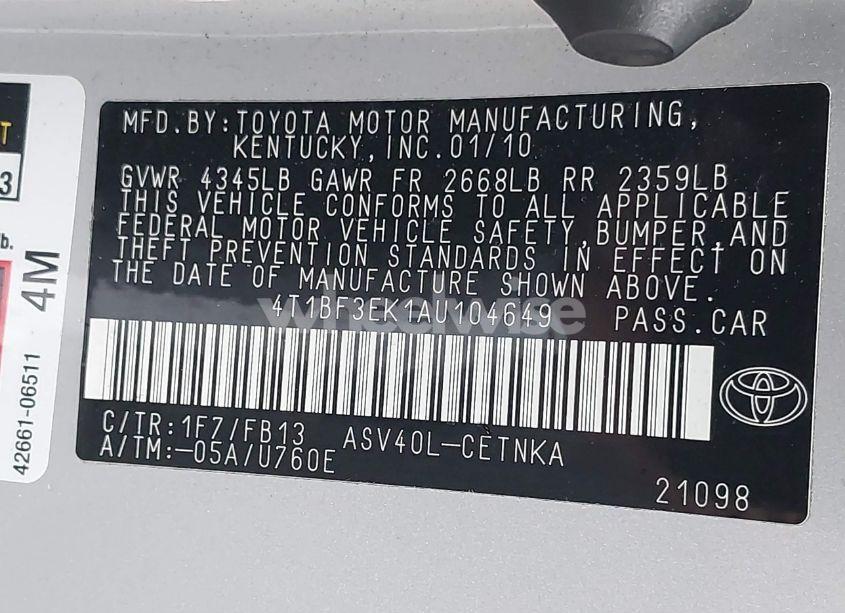 T
3
b.
4M
42661-06511
MFD.BY:TOYOTA MOTOR MANUFACTURING,
KENTUCKY,INC.01/10
GVWR 4345LB GAWR FR 2668LB RR 2359LB
THIS VEHICLE CONFORMS TO ALL APPLICABLE
FEDERAL MOTOR VEHICLE SAFETY,BUMPER,AND
THEFT PREVENTION STANDARDS IN EFFECT ON
THE DATE OF MANUFACTURE SHOWN ABOVE.
4T1BF3EK1AU104649 PASS.CAR
wheelwise
C/TR:1F7/FB13 ASV40L-CETNKA
A/TM:-05A/U760E
21098